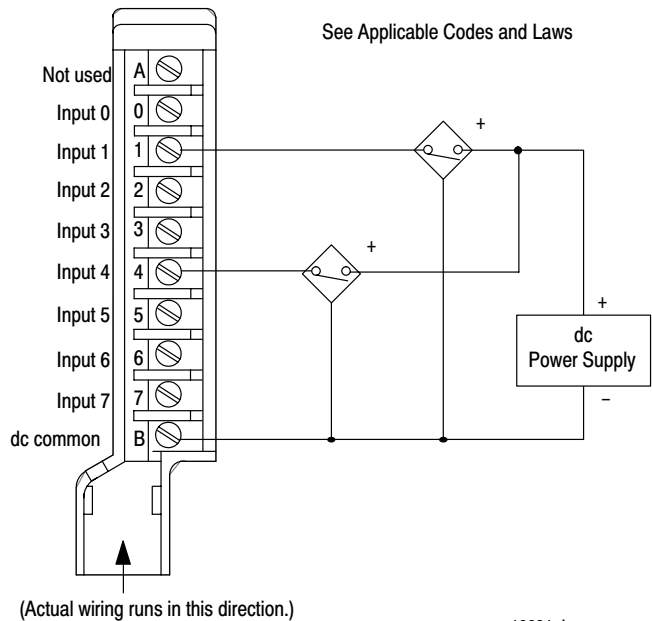 See Applicable Codes and Laws
Not used A
Input 0 0
Input 1 1
Input 2 2
Input 3 3
Input 4 4
Input 5 5
Input 6 6
Input 7 7
dc common B
+
+
+
dc
Power Supply
−
(Actual wiring runs in this direction.)